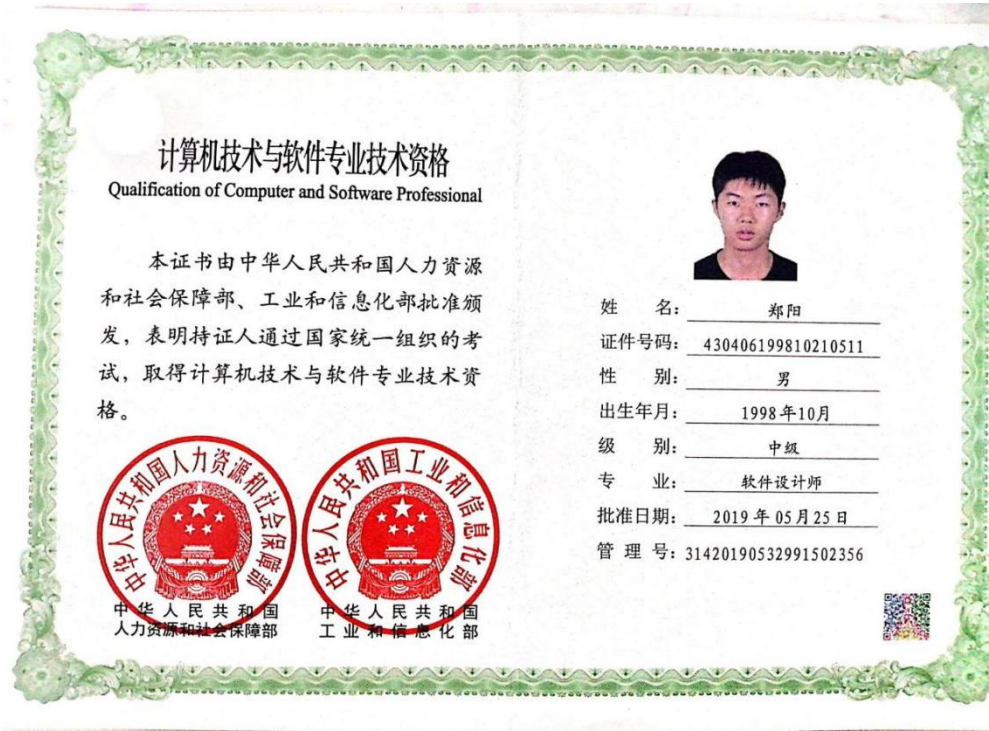 计算机技术与软件专业技术资格
Qualification of Computer and Software Professional
本证书由中华人民共和国人力资源
和社会保障部、工业和信息化部批准颁
发，表明持证人通过国家统一组织的考
试，取得计算机技术与软件专业技术资
格。
中华人民共和国人力资源和社会保障部
中华人民共和国
人力资源和社会保障部
中华人民共和国工业和信息化部
中华人民共和国
工业和信息化部
姓 名：郑阳
证件号码：430406199810210511
性 别：男
出生年月：1998年10月
级 别：中级
专 业：软件设计师
批准日期：2019年05月25日
管 理 号：31420190532991502356